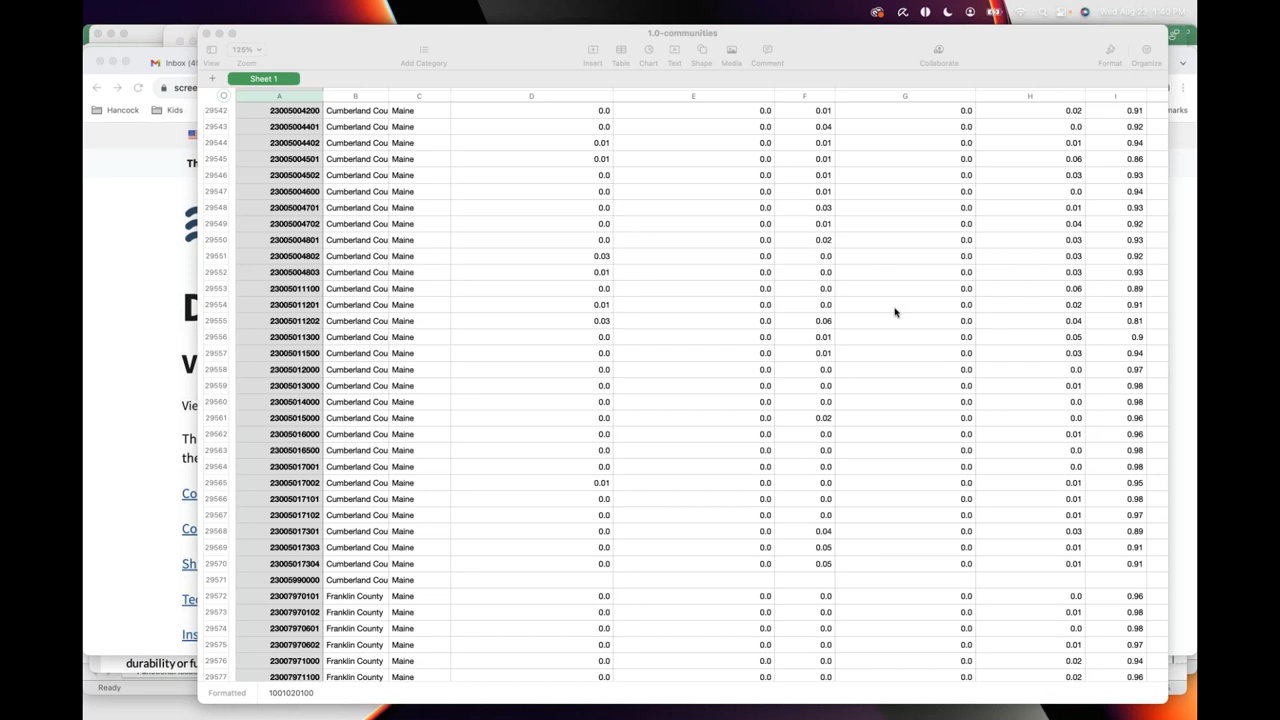 Wed Aug 23 1:40 PM
1.0-communities
126%
View Zoom Add Category Insert Table Chart Text Shape Media Comment Collaborate Format Organize
Sheet 1
A B C D E F G H I
29542 23005004200 Cumberland Cou Maine 0.0 0.0 0.01 0.0 0.02 0.91
29543 23005004401 Cumberland Cou Maine 0.0 0.0 0.04 0.0 0.0 0.92
29544 23005004402 Cumberland Cou Maine 0.01 0.0 0.01 0.0 0.01 0.94
29545 23005004501 Cumberland Cou Maine 0.01 0.0 0.01 0.0 0.06 0.86
29546 23005004502 Cumberland Cou Maine 0.0 0.0 0.01 0.0 0.03 0.93
29547 23005004600 Cumberland Cou Maine 0.0 0.0 0.01 0.0 0.0 0.94
29548 23005004701 Cumberland Cou Maine 0.0 0.0 0.03 0.0 0.01 0.93
29549 23005004702 Cumberland Cou Maine 0.0 0.0 0.01 0.0 0.04 0.92
29550 23005004801 Cumberland Cou Maine 0.0 0.0 0.02 0.0 0.03 0.93
29551 23005004802 Cumberland Cou Maine 0.03 0.0 0.0 0.0 0.03 0.92
29552 23005004803 Cumberland Cou Maine 0.01 0.0 0.0 0.0 0.03 0.93
29553 23005011100 Cumberland Cou Maine 0.0 0.0 0.0 0.0 0.06 0.89
29554 23005011201 Cumberland Cou Maine 0.01 0.0 0.0 0.0 0.02 0.91
29555 23005011202 Cumberland Cou Maine 0.03 0.0 0.06 0.0 0.04 0.81
29556 23005011300 Cumberland Cou Maine 0.0 0.0 0.01 0.0 0.05 0.9
29557 23005011500 Cumberland Cou Maine 0.0 0.0 0.01 0.0 0.03 0.94
29558 23005012000 Cumberland Cou Maine 0.0 0.0 0.0 0.0 0.0 0.97
29559 23005013000 Cumberland Cou Maine 0.0 0.0 0.0 0.0 0.01 0.98
29560 23005014000 Cumberland Cou Maine 0.0 0.0 0.0 0.0 0.0 0.98
29561 23005015000 Cumberland Cou Maine 0.0 0.0 0.02 0.0 0.0 0.96
29562 23005016000 Cumberland Cou Maine 0.0 0.0 0.0 0.0 0.01 0.96
29563 23005016500 Cumberland Cou Maine 0.0 0.0 0.0 0.0 0.0 0.98
29564 23005017001 Cumberland Cou Maine 0.0 0.0 0.0 0.0 0.0 0.98
29565 23005017002 Cumberland Cou Maine 0.01 0.0 0.0 0.0 0.01 0.95
29566 23005017101 Cumberland Cou Maine 0.0 0.0 0.0 0.0 0.01 0.98
29567 23005017102 Cumberland Cou Maine 0.0 0.0 0.0 0.0 0.01 0.97
29568 23005017301 Cumberland Cou Maine 0.0 0.0 0.04 0.0 0.03 0.89
29569 23005017303 Cumberland Cou Maine 0.0 0.0 0.05 0.0 0.01 0.91
29570 23005017304 Cumberland Cou Maine 0.0 0.0 0.05 0.0 0.01 0.91
29571 23005990000 Cumberland Cou Maine
29572 23007970101 Franklin County Maine 0.0 0.0 0.0 0.0 0.0 0.96
29573 23007970102 Franklin County Maine 0.0 0.0 0.0 0.0 0.01 0.98
29574 23007970601 Franklin County Maine 0.0 0.0 0.0 0.0 0.0 0.98
29575 23007970602 Franklin County Maine 0.0 0.0 0.0 0.0 0.01 0.97
29576 23007971000 Franklin County Maine 0.0 0.0 0.0 0.0 0.02 0.94
29577 23007971100 Franklin County Maine 0.0 0.0 0.0 0.0 0.02 0.96
Formatted 1001020100
Inbox (4
scree
Hancock Kids
marks
Th
D
V
Vie
The
the
Co
Co
Sh
Te
Ins
durability or fu
Ready